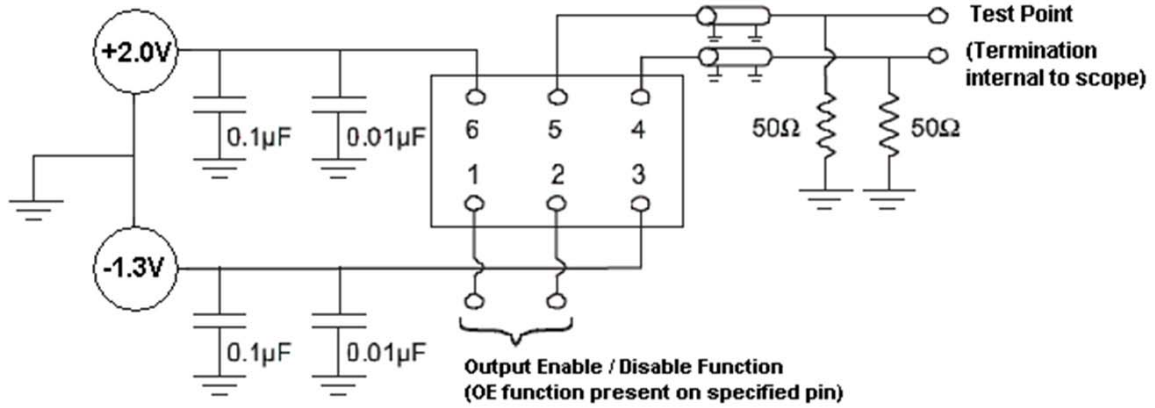 Test Point
+2.0V
(Termination
internal to scope)
0.1µF
0.01µF
6 5 4
50Ω
50Ω
1 2 3
-1.3V
0.1µF
0.01µF
Output Enable / Disable Function
(OE function present on specified pin)